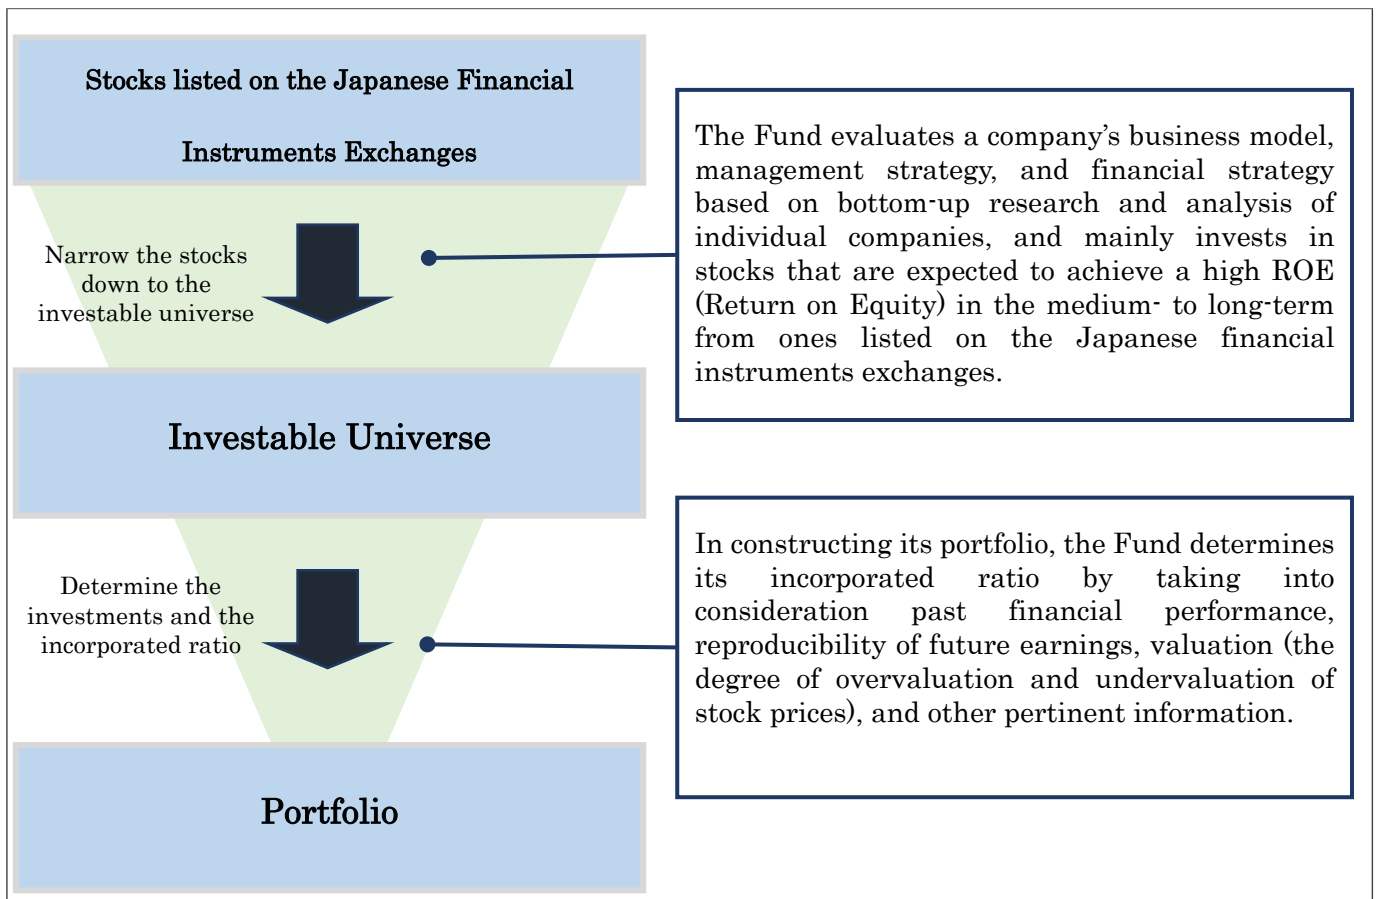 Stocks listed on the Japanese Financial
Instruments Exchanges
Narrow the stocks
down to the
investable universe
The Fund evaluates a company’s business model,
management strategy, and financial strategy
based on bottom-up research and analysis of
individual companies, and mainly invests in
stocks that are expected to achieve a high ROE
(Return on Equity) in the medium- to long-term
from ones listed on the Japanese financial
instruments exchanges.
Investable Universe
Determine the
investments and the
incorporated ratio
In constructing its portfolio, the Fund determines
its incorporated ratio by taking into
consideration past financial performance,
reproducibility of future earnings, valuation (the
degree of overvaluation and undervaluation of
stock prices), and other pertinent information.
Portfolio